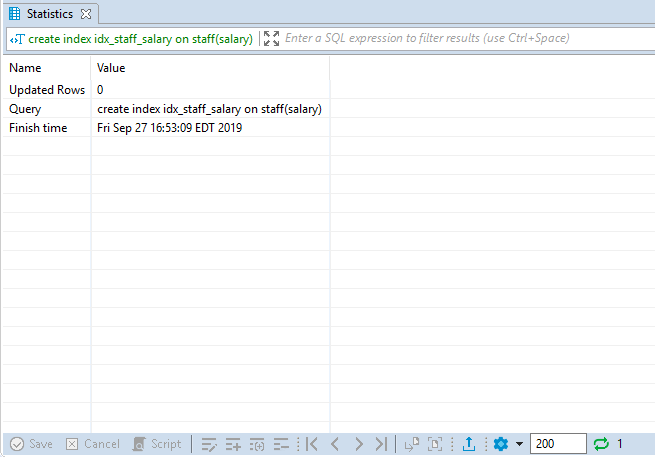 Statistics
create index idx_staff_salary on staff(salary) Enter a SQL expression to filter results (use Ctrl+Space)
Name Value
Updated Rows 0
Query create index idx_staff_salary on staff(salary)
Finish time Fri Sep 27 16:53:09 EDT 2019
Save Cancel Script 200 1